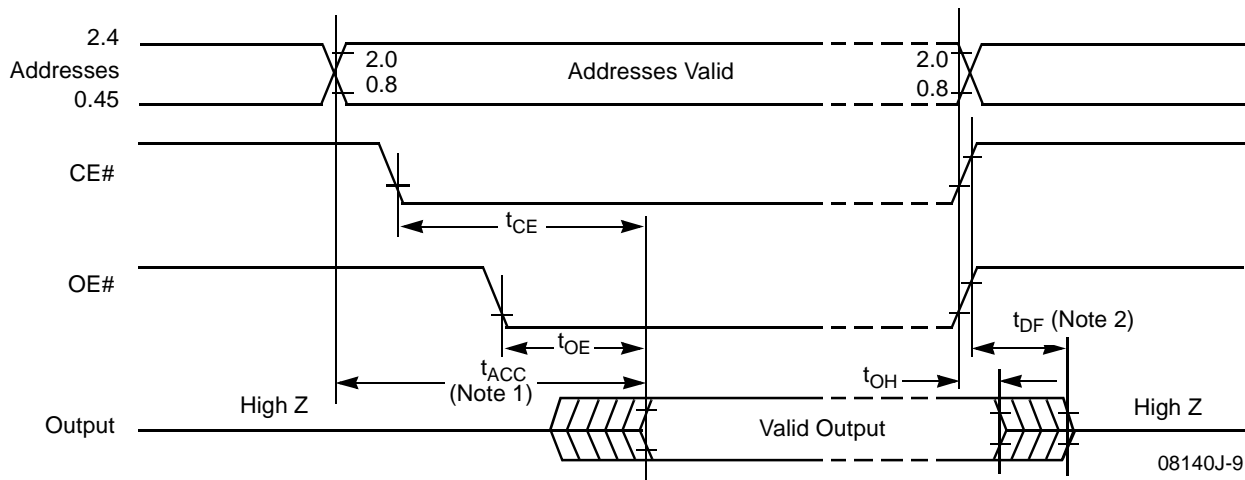 2.4
Addresses
0.45
2.0
0.8
Addresses Valid
2.0
0.8
CE#
tCE
OE#
tOE
tDF (Note 2)
tACC
(Note 1)
tOH
High Z
High Z
Output
Valid Output
08140J-9